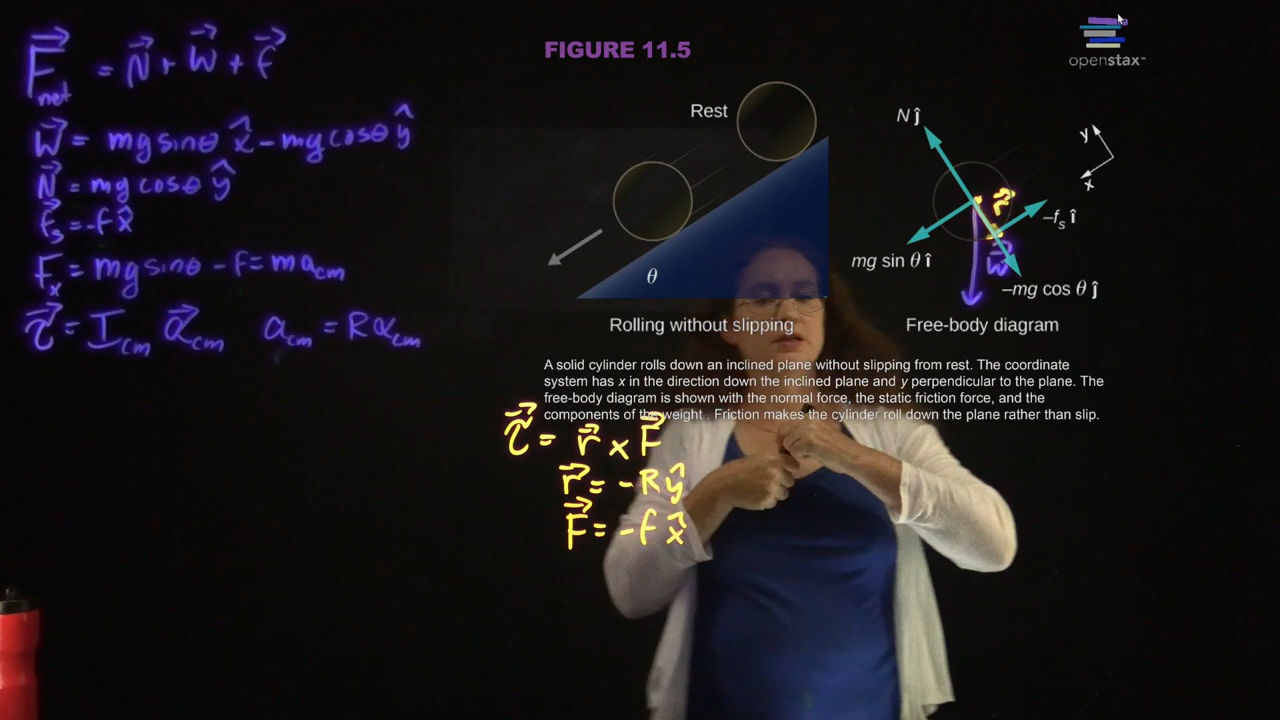 F⃗net = N⃗ + W⃗ + f⃗
W⃗ = mg sinθ x̂ - mg cosθ ŷ
N⃗ = mg cosθ ŷ
f⃗s = -f x̂
Fx = mg sinθ - f = m acm
τ⃗ = Icm α⃗cm acm = R αcm
FIGURE 11.5
openstax™
Rest
θ
Rolling without slipping
N ĵ
y
x
r⃗
–fs î
mg sin θ î
W⃗
–mg cos θ ĵ
Free-body diagram
A solid cylinder rolls down an inclined plane without slipping from rest. The coordinate
system has x in the direction down the inclined plane and y perpendicular to the plane. The
free-body diagram is shown with the normal force, the static friction force, and the
components of the weight . Friction makes the cylinder roll down the plane rather than slip.
τ⃗ = r⃗ x F⃗
r⃗ = -R ŷ
F⃗ = -f x̂